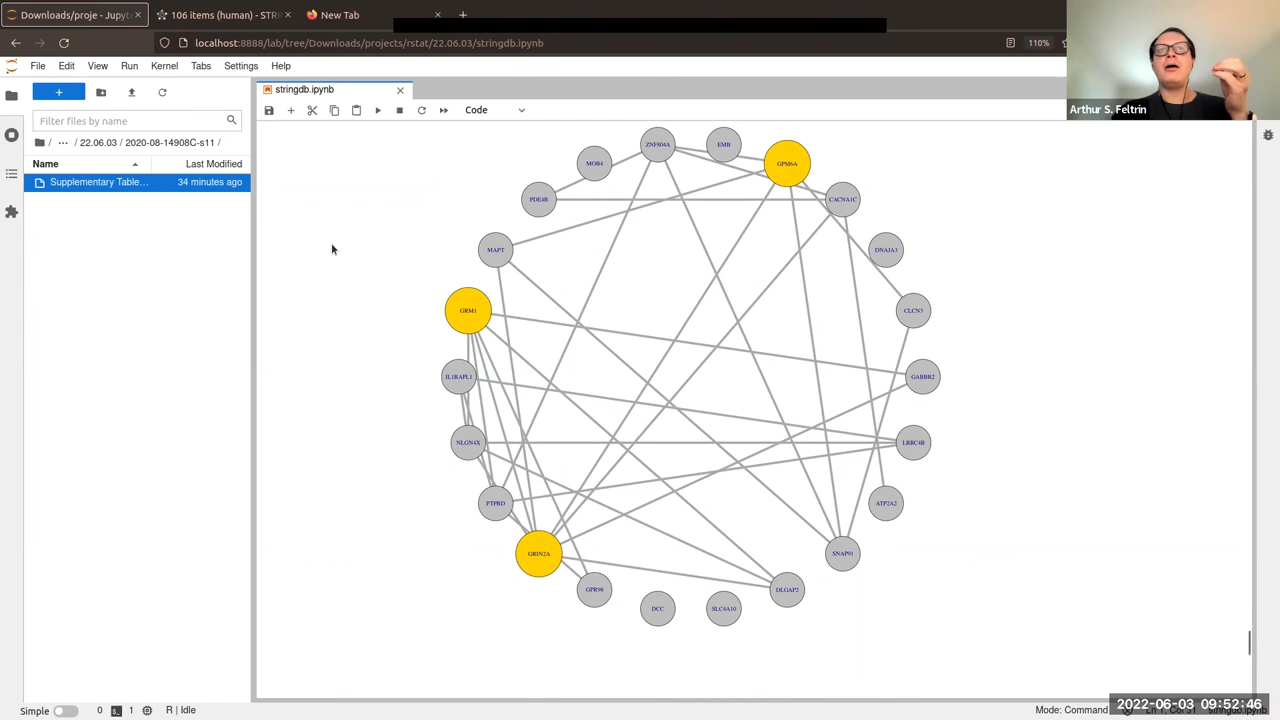 Downloads/proje - Jupyt
106 items (human) - STRI
New Tab
localhost:8888/lab/tree/Downloads/projects/rstat/22.06.03/stringdb.ipynb
110%
File Edit View Run Kernel Tabs Settings Help
stringdb.ipynb
Code
Filter files by name
/ ... / 22.06.03 / 2020-08-14908C-s11 /
Name Last Modified
Supplementary Table... 34 minutes ago
Arthur S. Feltrin
ZNF804A
EMB
MOB4
GPM6A
PDE4B
CACNA1C
MAPT
DNAJA3
GRM1
CLCN3
IL1RAPL1
GABBR2
NLGN4X
LRRC4B
PTPRD
ATP2A2
GRIN2A
SNAP91
GPR98
DLGAP2
DCC
SLC4A10
Simple 0 1 R | Idle
Mode: Command
2022-06-03 09:52:46